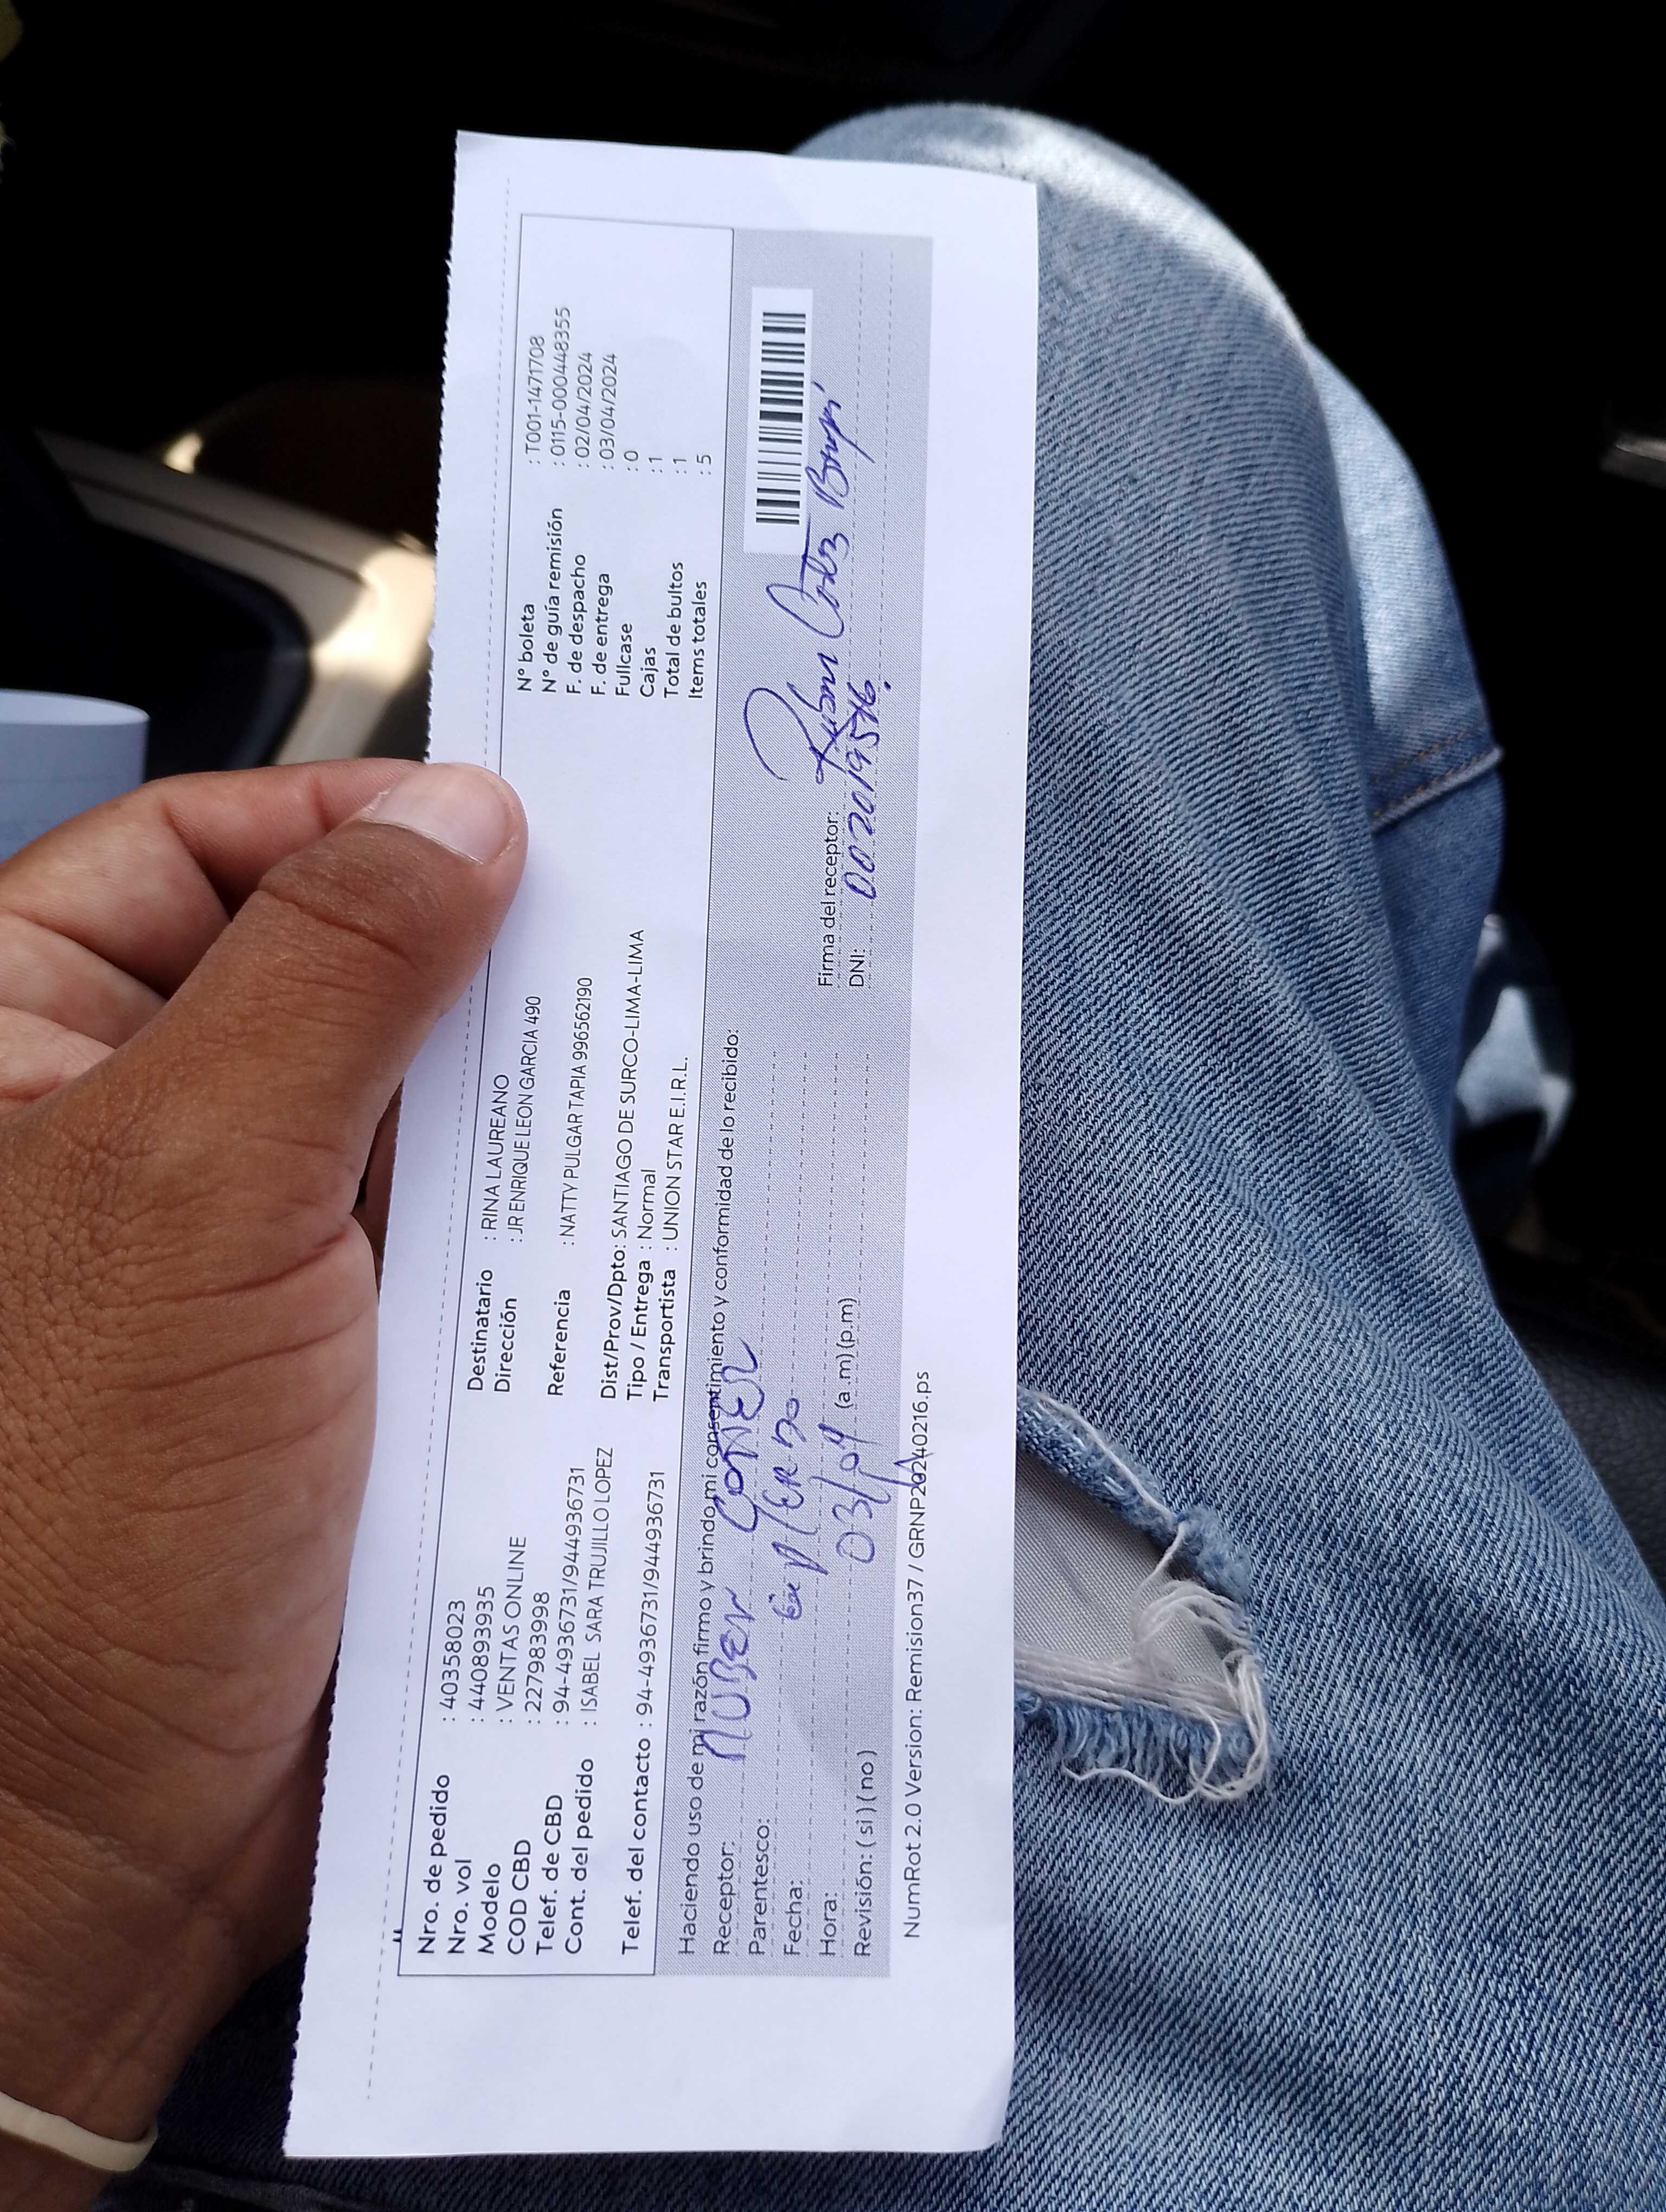 Nro. de pedido : 40358023
Nro. vol : 440893935
Modelo : VENTAS ONLINE
COD CBD : 227983998
Telef. de CBD : 94-4936731/944936731
Cont. del pedido : ISABEL SARA TRUJILLO LOPEZ
Telef. del contacto : 94-4936731/944936731
Destinatario : RINA LAUREANO
Dirección : JR ENRIQUE LEON GARCIA 490
Referencia : NATTY PULGAR TAPIA 996562190
Dist/Prov/Dpto: SANTIAGO DE SURCO-LIMA-LIMA
Tipo / Entrega : Normal
Transportista : UNION STAR E.I.R.L.
N° boleta : T001-1471708
N° de guía remisión : 0115-000448355
F. de despacho : 02/04/2024
F. de entrega : 03/04/2024
Fullcase : 0
Cajas : 1
Total de bultos : 1
Items totales : 5
Haciendo uso de mi razón firmo y brindo mi consentimiento y conformidad de lo recibido:
Receptor:
Parentesco:
Fecha: 03/04
Hora: (a .m) (p.m)
Revisión: ( si ) ( no )
Firma del receptor:
DNI: 002019576
NumRot 2.0 Version: Remision37 / GRNP20240216.ps